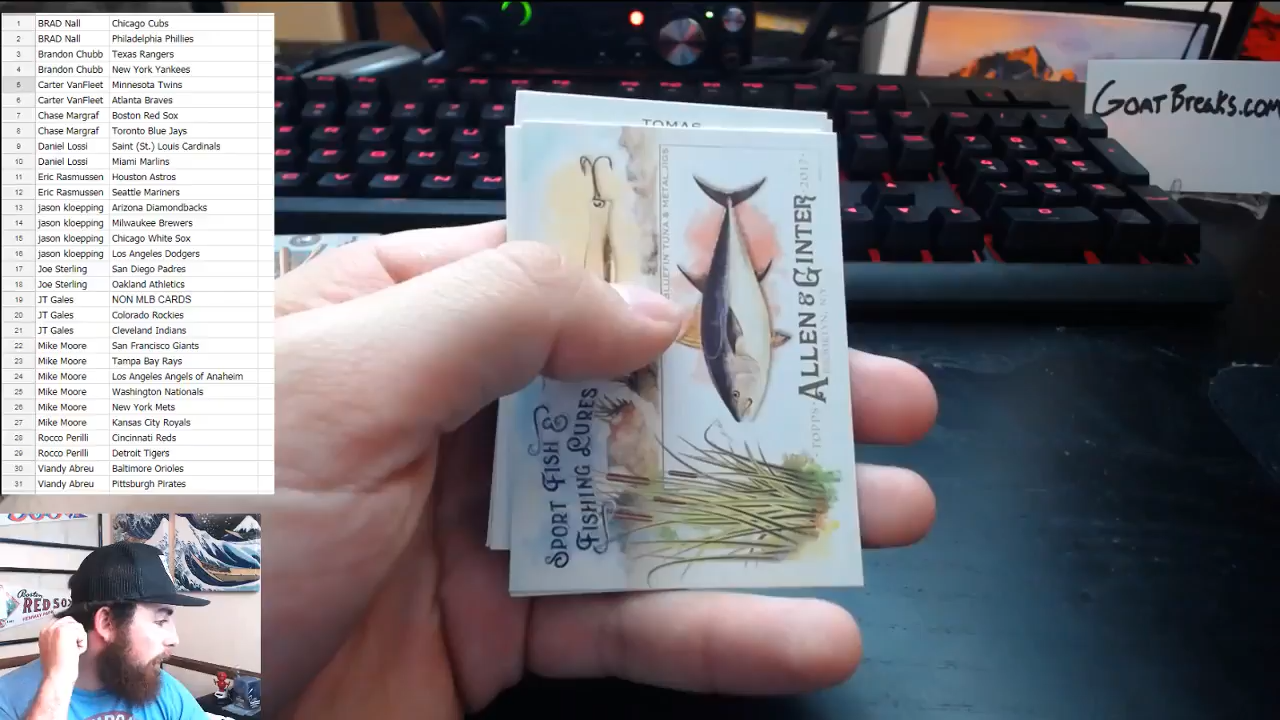 1 BRAD Nall Chicago Cubs
2 BRAD Nall Philadelphia Phillies
3 Brandon Chubb Texas Rangers
4 Brandon Chubb New York Yankees
5 Carter VanFleet Minnesota Twins
6 Carter VanFleet Atlanta Braves
7 Chase Margraf Boston Red Sox
8 Chase Margraf Toronto Blue Jays
9 Daniel Lossi Saint (St.) Louis Cardinals
10 Daniel Lossi Miami Marlins
11 Eric Rasmussen Houston Astros
12 Eric Rasmussen Seattle Mariners
13 jason kloepping Arizona Diamondbacks
14 jason kloepping Milwaukee Brewers
15 jason kloepping Chicago White Sox
16 jason kloepping Los Angeles Dodgers
17 Joe Sterling San Diego Padres
18 Joe Sterling Oakland Athletics
19 JT Gales NON MLB CARDS
20 JT Gales Colorado Rockies
21 JT Gales Cleveland Indians
22 Mike Moore San Francisco Giants
23 Mike Moore Tampa Bay Rays
24 Mike Moore Los Angeles Angels of Anaheim
25 Mike Moore Washington Nationals
26 Mike Moore New York Mets
27 Mike Moore Kansas City Royals
28 Rocco Perilli Cincinnati Reds
29 Rocco Perilli Detroit Tigers
30 Viandy Abreu Baltimore Orioles
31 Viandy Abreu Pittsburgh Pirates
GOATBREAKS.COM
TOMAS
SPORT FISH &
FISHING LURES
BLUEFIN TUNA & METAL JIGS
ALLEN & GINTER
BROOKLYN, NY
TOPPS 2017
Boston
RED SOX